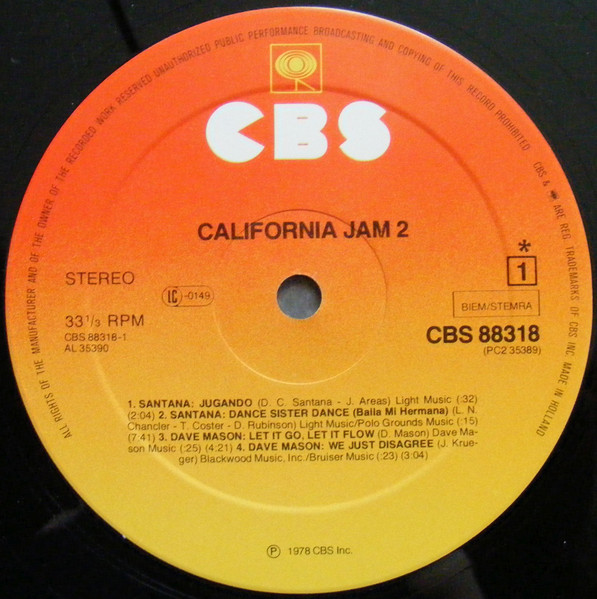 ALL RIGHTS OF THE MANUFACTURER AND OF THE OWNER OF THE RECORDED WORK RESERVED UNAUTHORIZED PUBLIC PERFORMANCE BROADCASTING AND COPYING OF THIS RECORD PROHIBITED CBS & ARE REG. TRADEMARKS OF CBS INC. MADE IN HOLLAND
CBS
CALIFORNIA JAM 2
STEREO
LC-0149
*
1
BIEM/STEMRA
33 1/3 RPM
CBS 88318-1
AL 35390
CBS 88318
(PC2 35389)
1. SANTANA: JUGANDO (D. C. Santana - J. Areas) Light Music (:32)
(2:04) 2. SANTANA: DANCE SISTER DANCE (Baila Mi Hermana) (L. N.
Chancler - T. Coster - D. Rubinson) Light Music/Polo Grounds Music (:15)
(7:41) 3. DAVE MASON: LET IT GO, LET IT FLOW (D. Mason) Dave Ma-
son Music (:25) (4:21) 4. DAVE MASON: WE JUST DISAGREE (J. Krue-
ger) Blackwood Music, Inc./Bruiser Music (:23) (3:04)
℗ 1978 CBS Inc.